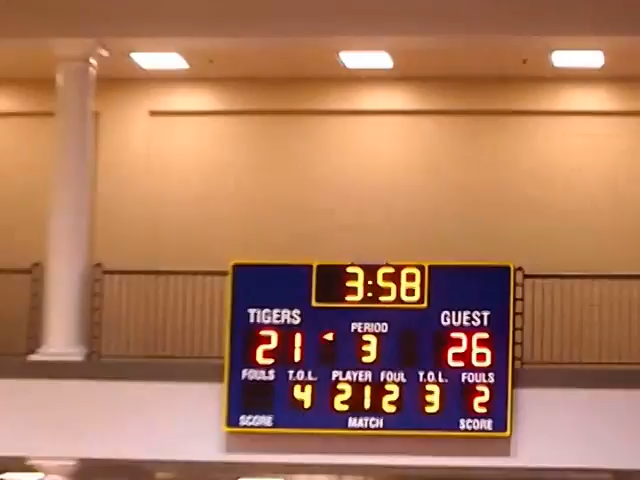 3:58
TIGERS PERIOD GUEST
21 3 26
FOULS T.O.L. PLAYER FOUL T.O.L. FOULS
4 21 2 3 2
SCORE MATCH SCORE